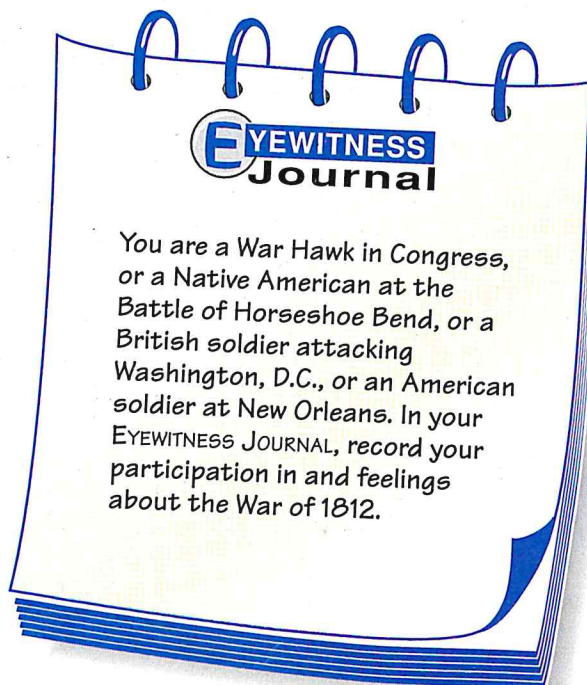 EYEWITNESS
Journal
You are a War Hawk in Congress,
or a Native American at the
Battle of Horseshoe Bend, or a
British soldier attacking
Washington, D.C., or an American
soldier at New Orleans. In your
EYEWITNESS JOURNAL, record your
participation in and feelings
about the War of 1812.